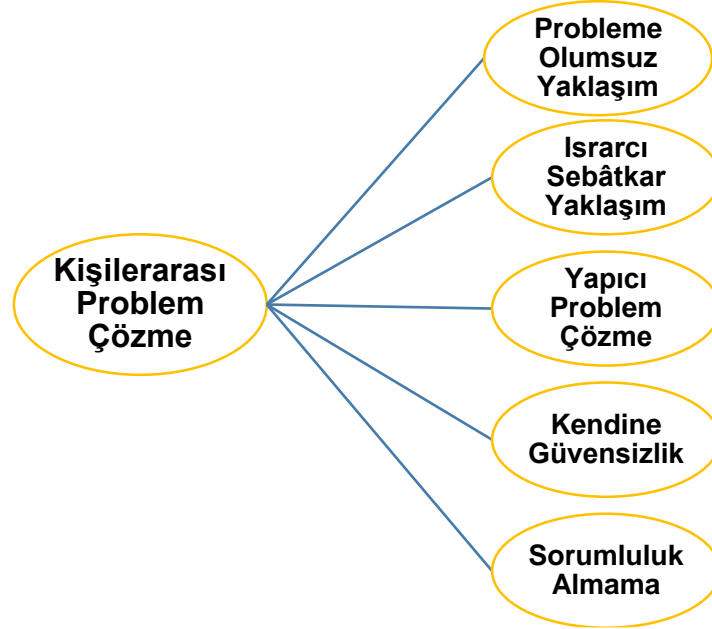 Kişilerarası
Problem
Çözme
Probleme
Olumsuz
Yaklaşım
Israrcı
Sebâtkar
Yaklaşım
Yapıcı
Problem
Çözme
Kendine
Güvensizlik
Sorumluluk
Almama